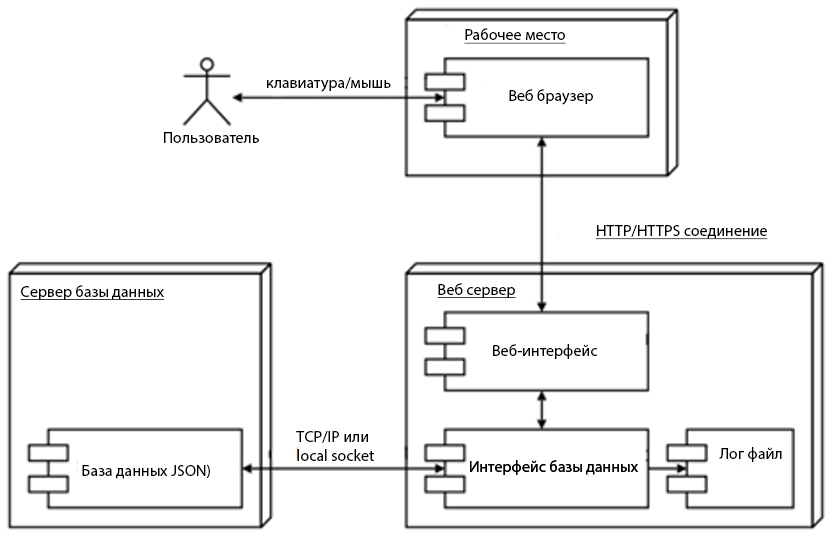 Рабочее место
клавиатура/мышь
Веб браузер
Пользователь
HTTP/HTTPS соединение
Сервер базы данных
Веб сервер
Веб-интерфейс
TCP/IP или
local socket
База данных JSON)
Интерфейс базы данных
Лог файл